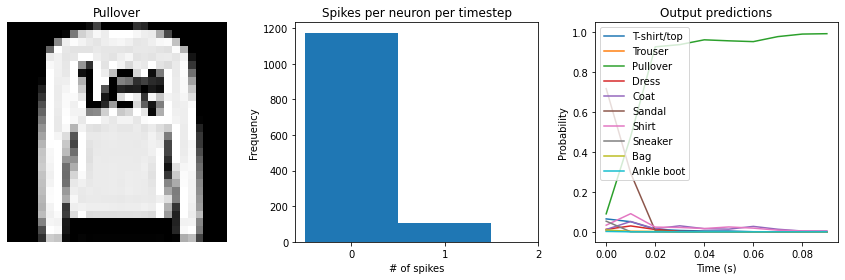 Pullover
Spikes per neuron per timestep
Output predictions
1200
1000
800
600
400
200
0
Frequency
0
1
2
# of spikes
1.0
0.8
0.6
0.4
0.2
0.0
Probability
T-shirt/top
Trouser
Pullover
Dress
Coat
Sandal
Shirt
Sneaker
Bag
Ankle boot
0.00
0.02
0.04
0.06
0.08
Time (s)